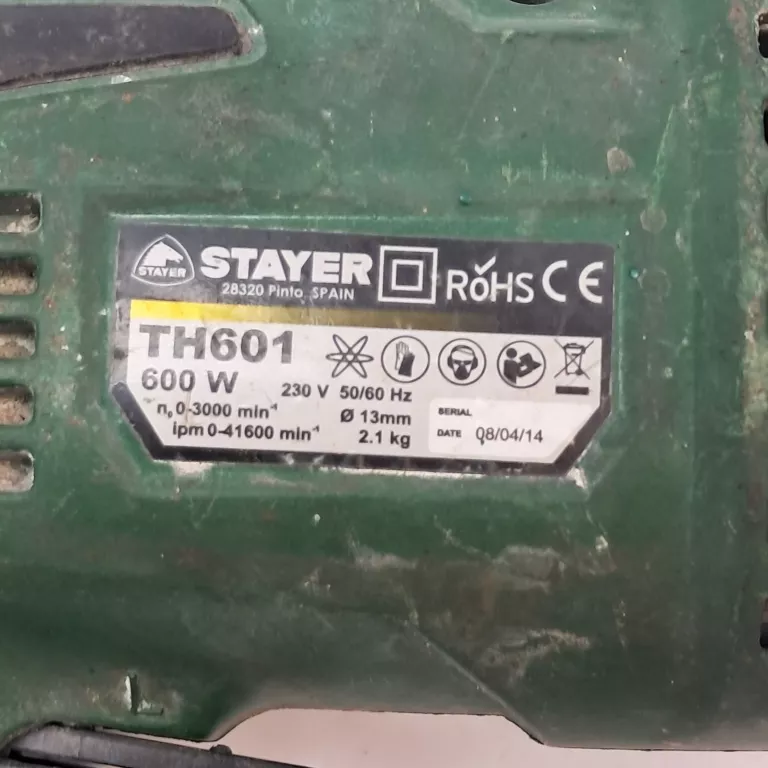 STAYER
STAYER
28320 Pinto, SPAIN
RoHS CE
TH601
600 W
230 V 50/60 Hz
n₀ 0-3000 min⁻¹
Ø 13mm
ipm 0-41600 min⁻¹
2.1 kg
SERIAL
DATE 08/04/14
L